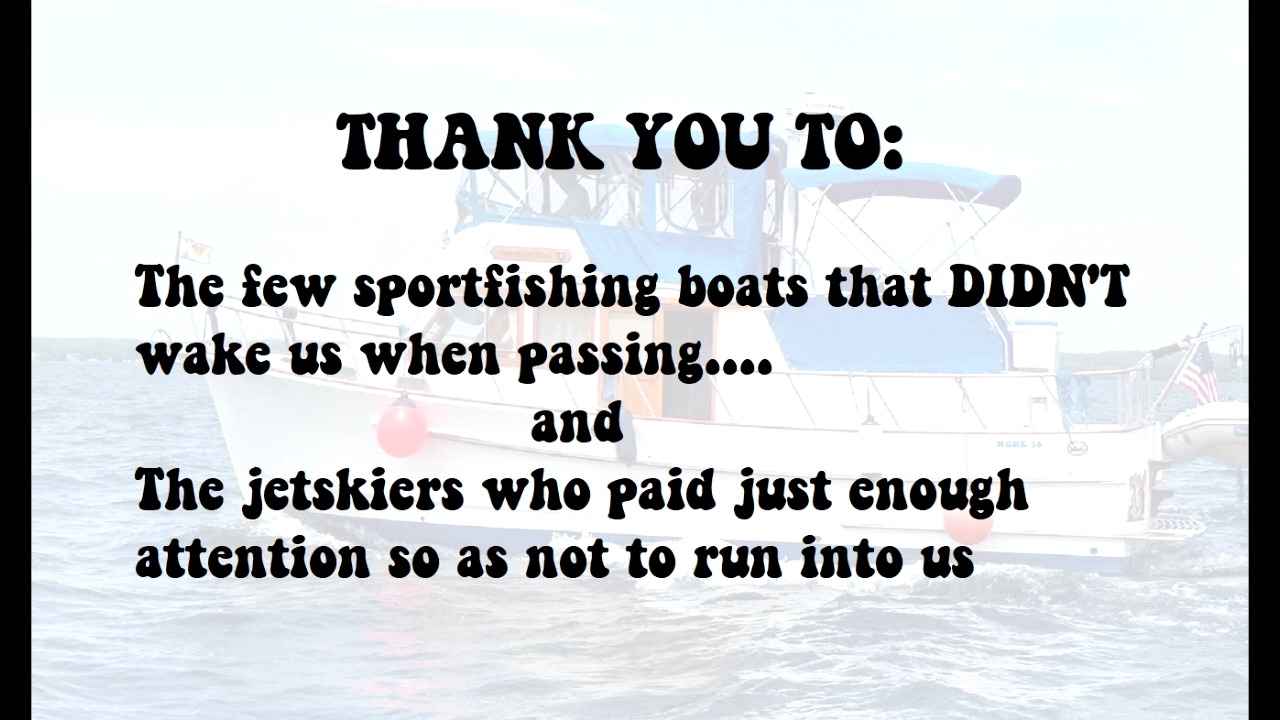 THANK YOU TO:
The few sportfishing boats that DIDN'T
wake us when passing....
and
The jetskiers who paid just enough
attention so as not to run into us